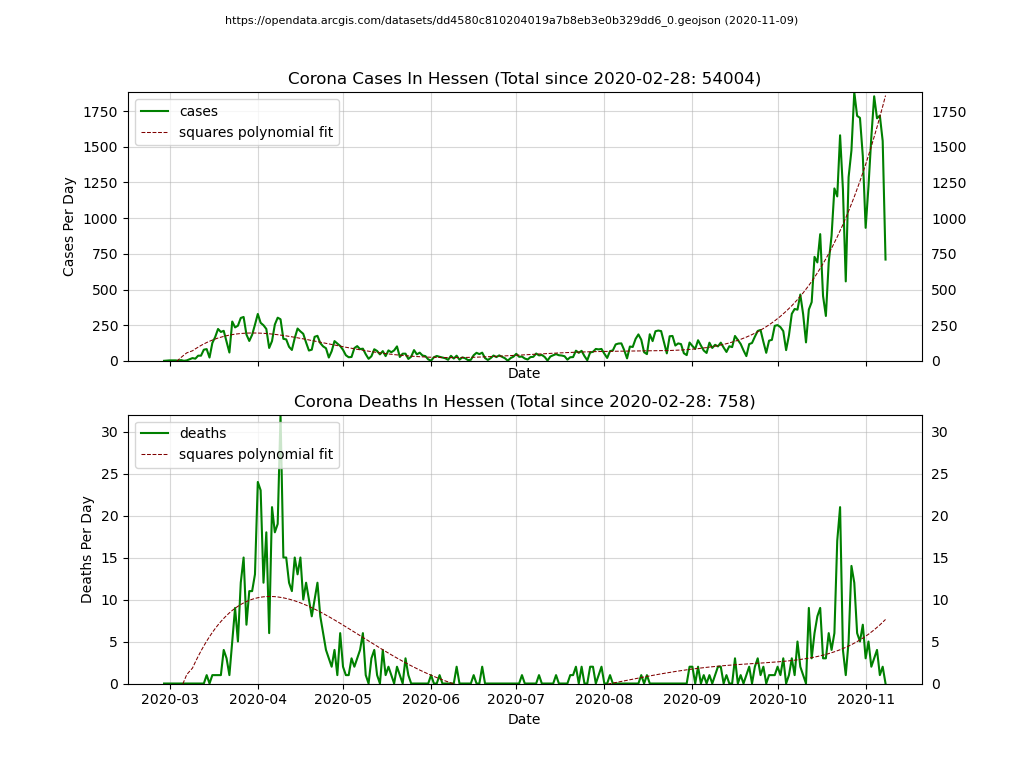 https://opendata.arcgis.com/datasets/dd4580c810204019a7b8eb3e0b329dd6_0.geojson (2020-11-09)
Corona Cases In Hessen (Total since 2020-02-28: 54004)
cases
squares polynomial fit
Cases Per Day
1750 1750
1500 1500
1250 1250
1000 1000
750 750
500 500
250 250
0 0
Date
Corona Deaths In Hessen (Total since 2020-02-28: 758)
deaths
squares polynomial fit
Deaths Per Day
30 30
25 25
20 20
15 15
10 10
5 5
0 0
2020-03 2020-04 2020-05 2020-06 2020-07 2020-08 2020-09 2020-10 2020-11
Date